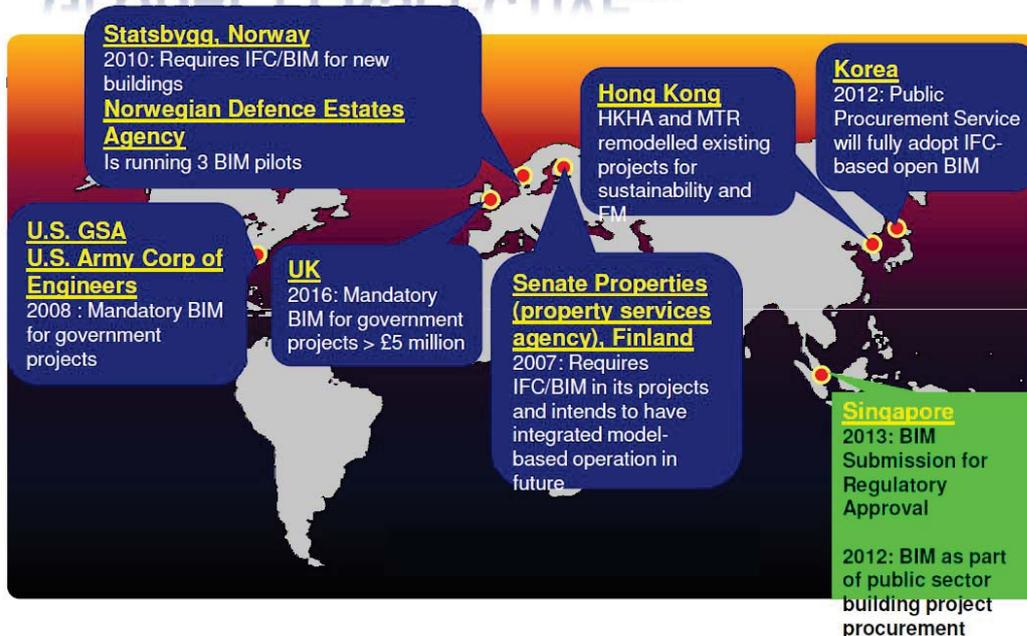 Statsbygg, Norway
2010: Requires IFC/BIM for new
buildings
Norwegian Defence Estates
Agency
Is running 3 BIM pilots
Hong Kong
HKHA and MTR
remodelled existing
projects for
sustainability and
FM
Korea
2012: Public
Procurement Service
will fully adopt IFC-
based open BIM
U.S. GSA
U.S. Army Corp of
Engineers
2008 : Mandatory BIM
for government
projects
UK
2016: Mandatory
BIM for government
projects > £5 million
Senate Properties
(property services
agency), Finland
2007: Requires
IFC/BIM in its projects
and intends to have
integrated model-
based operation in
future
Singapore
2013: BIM
Submission for
Regulatory
Approval
2012: BIM as part
of public sector
building project
procurement